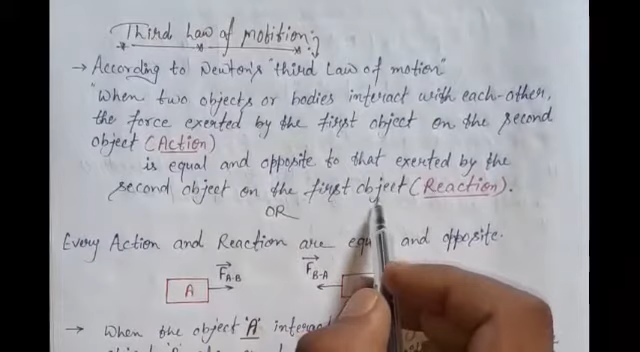 Third Law of mobition:
→ According to Newton's "third Law of motion"
"When two objects or bodies interact with each-other,
the force exerted by the first object on the second
object (Action)
is equal and opposite to that exerted by the
second object on the first object (Reaction).
OR
Every Action and Reaction are equ and opposite.
F A-B F B-A
A
→ When the object 'A' interac